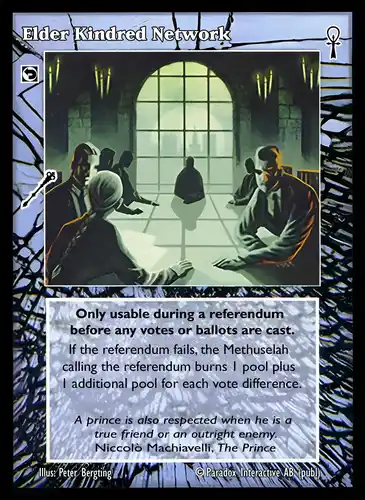 Elder Kindred Network
Only usable during a referendum
before any votes or ballots are cast.
If the referendum fails, the Methuselah
calling the referendum burns 1 pool plus
1 additional pool for each vote difference.
A prince is also respected when he is a
true friend or an outright enemy.
Niccolò Machiavelli, The Prince
Illus: Peter Bergting
© Paradox Interactive AB. (publ)